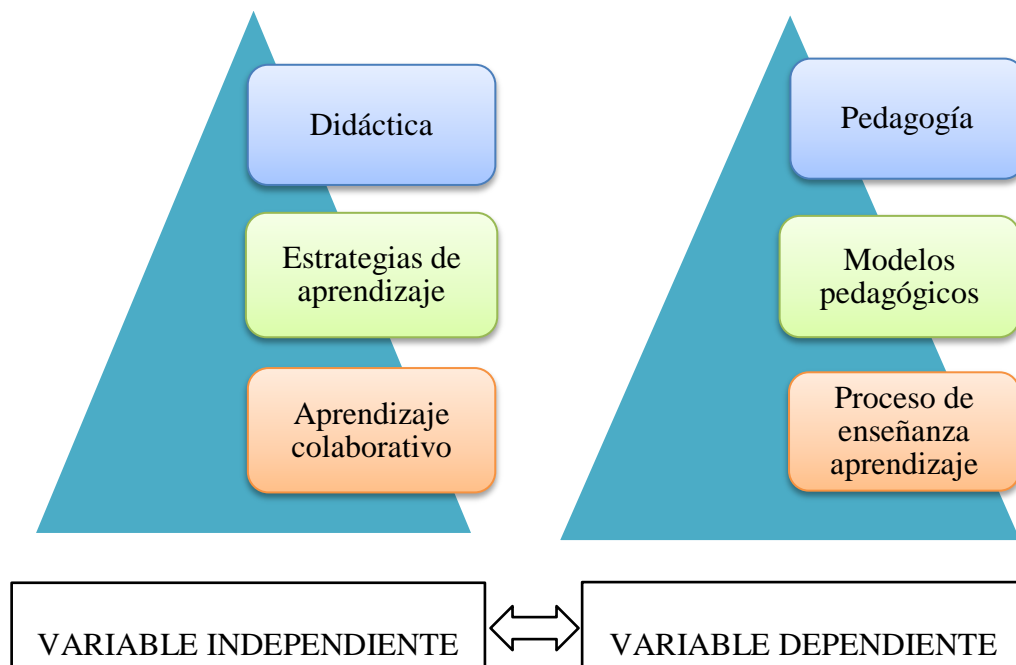 Didáctica
Estrategias de
aprendizaje
Aprendizaje
colaborativo
Pedagogía
Modelos
pedagógicos
Proceso de
enseñanza
aprendizaje
VARIABLE INDEPENDIENTE
VARIABLE DEPENDIENTE